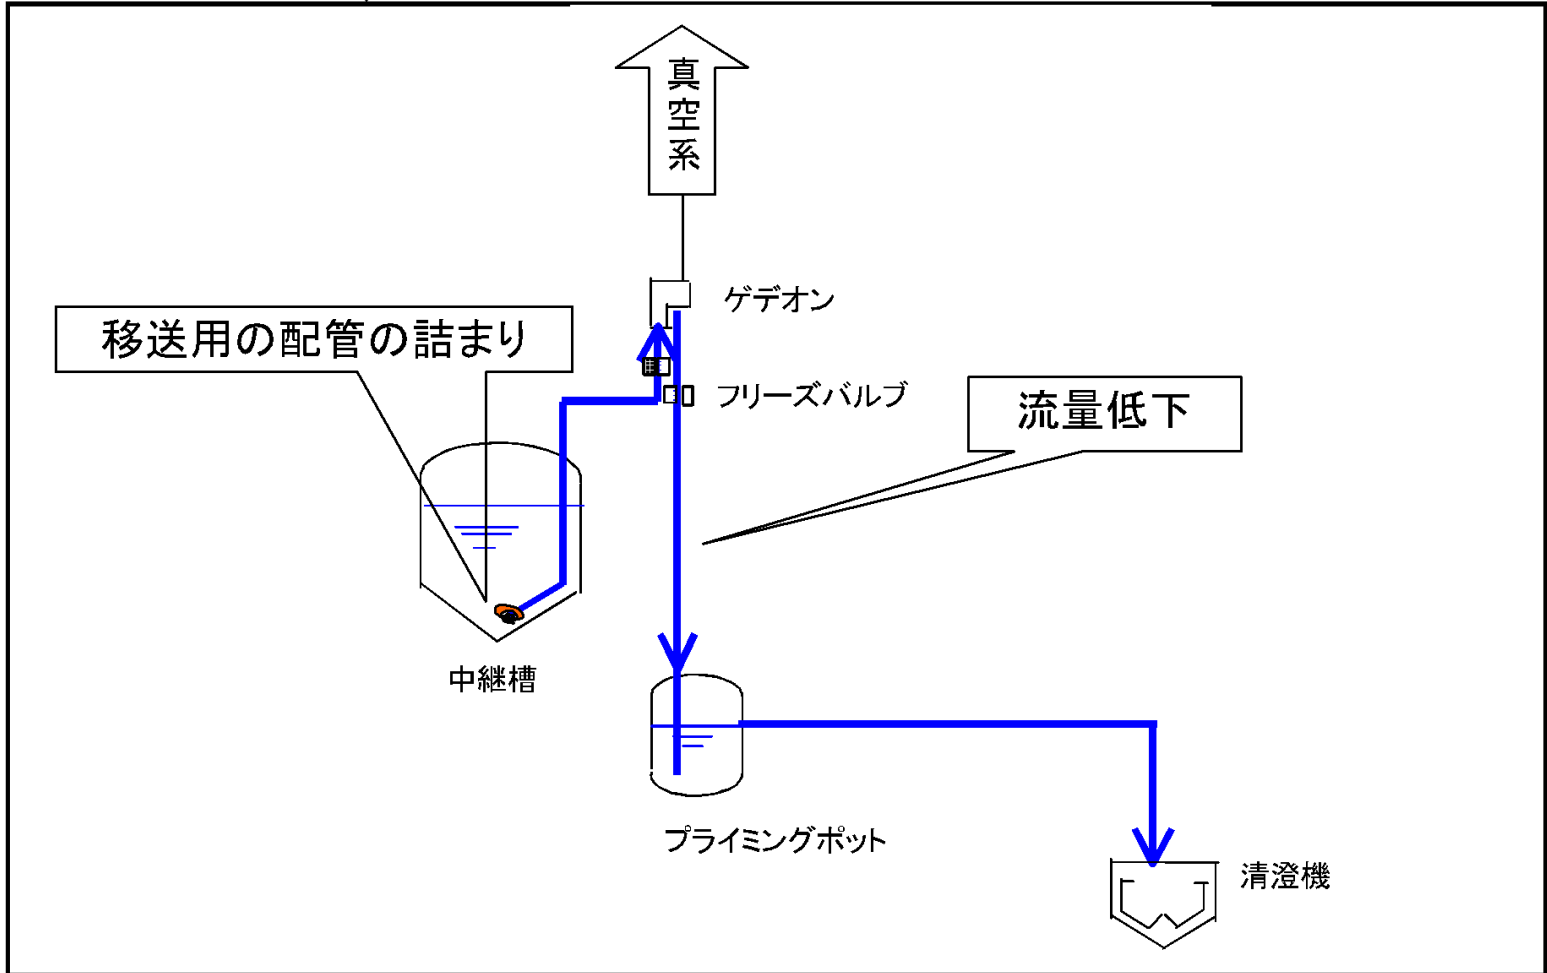 真空系
ゲデオン
移送用の配管の詰まり
フリーズバルブ
流量低下
中継槽
プライミングポット
清澄機